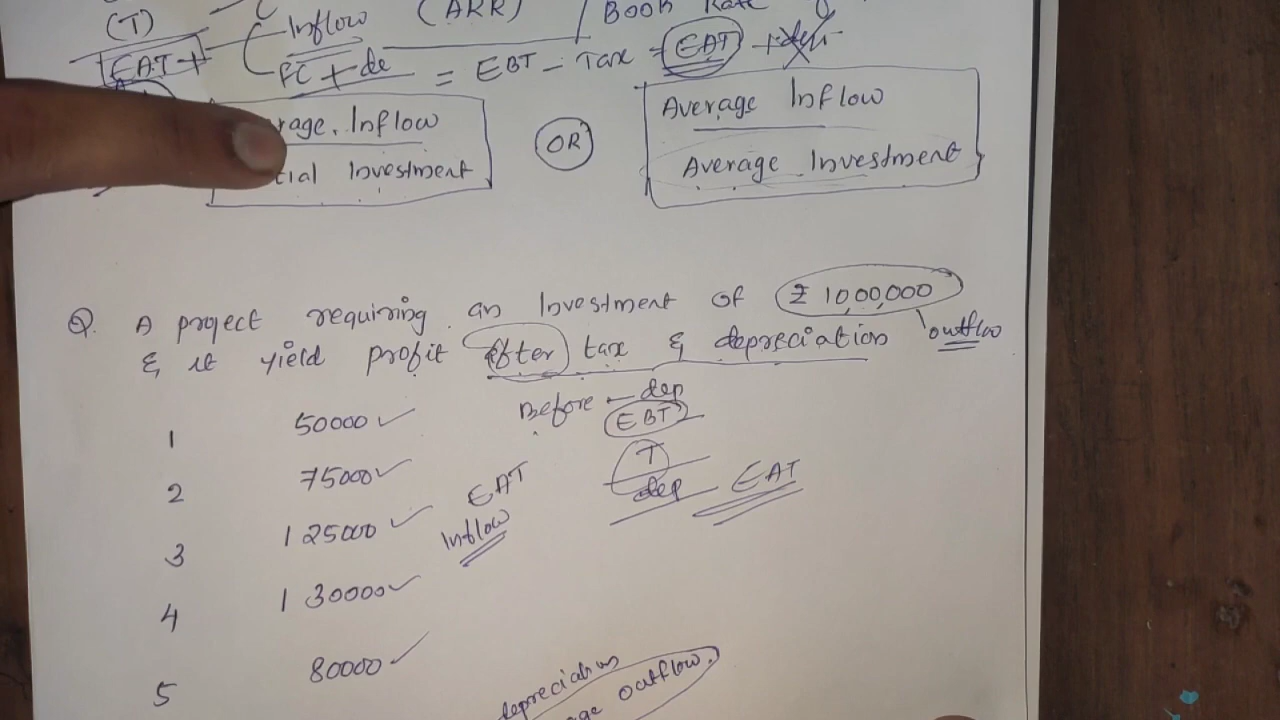 (T) Inflow (ARR) / Book Rate
EAT + FC + de = EBT - Tax = EAT + dep
Inflow OR Average Inflow
Investment Average Investment
Q. A project requiring an Investment of ₹ 10,00,000
& it yield profit after tax & depreciation outflow
1 50000 ✓ Before - dep
EBT
2 75000 ✓ EAT T
dep EAT
3 125000 ✓ Inflow
4 130000 ✓
5 80000 ✓
depreciation
outflow.